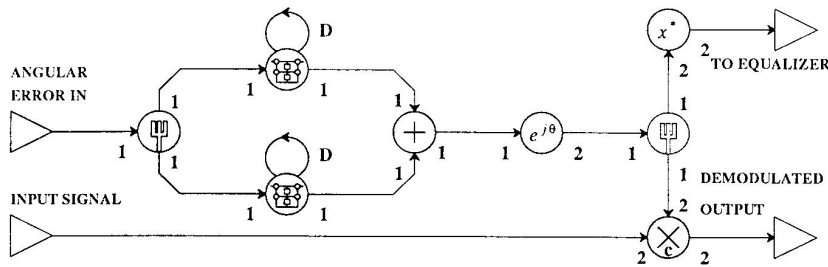 D
x*
2
2
TO EQUALIZER
2
ANGULAR
ERROR IN
1
1
1
1
1
1
+
1
1
e^{jθ}
2
1
1
1
1
D
1
1
1
DEMODULATED
INPUT SIGNAL
2
OUTPUT
1
1
2
c
2